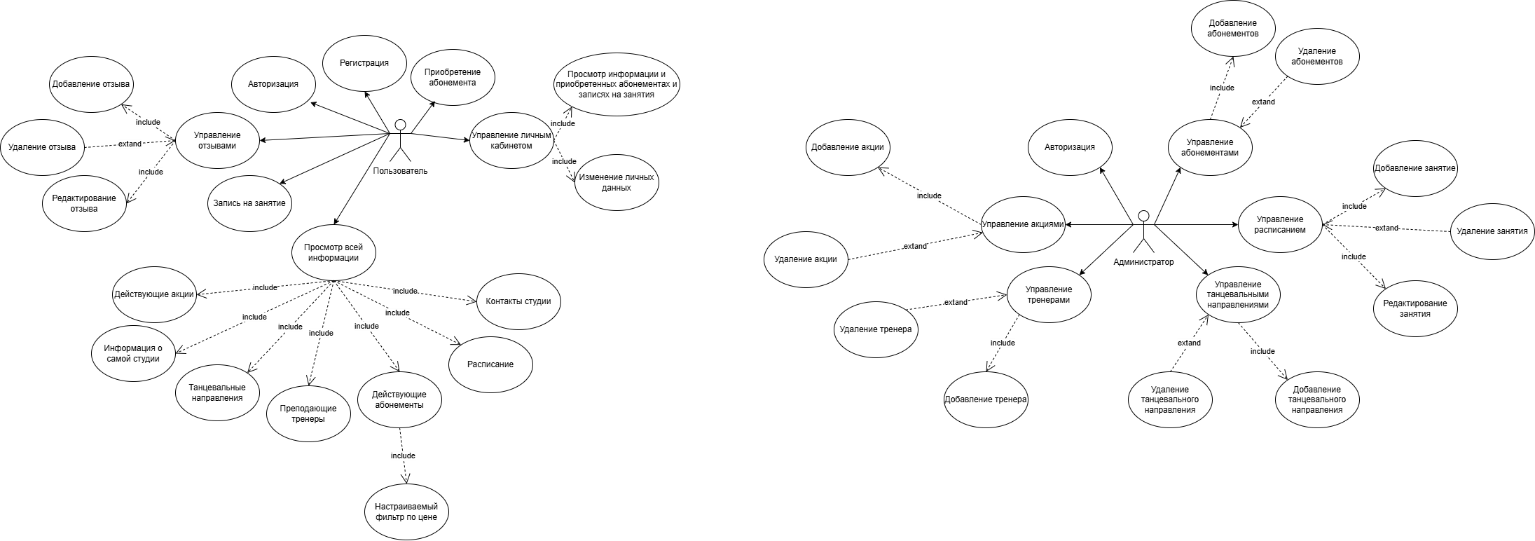 Добавление отзыва
Авторизация
Регистрация
Приобретение
абонемента
Просмотр информации и
приобретенных абонементах и
записях на занятия
include
include
Удаление отзыва
extand
Управление
отзывами
Пользователь
Управление личным
кабинетом
include
include
Редактирование
отзыва
Запись на занятие
Изменение личных
данных
Просмотр всей
информации
Действующие акции
include
include
Контакты студии
include
include
include
include
include
Информация о
самой студии
Расписание
Танцевальные
направления
Преподающие
тренеры
Действующие
абонементы
include
Настраиваемый
фильтр по цене
Добавление
абонементов
Удаление
абонементов
include
extand
Добавление акции
Авторизация
Управление
абонементами
Добавление занятие
include
include
Управление акциями
Управление
расписанием
extand
Удаление занятия
Удаление акции
extand
Администратор
include
Управление
тренерами
Управление
танцевальными
направлениями
Редактирование
занятия
extand
Удаление тренера
include
extand
include
Добавление тренера
Удаление
танцевального
направления
Добавление
танцевального
направления